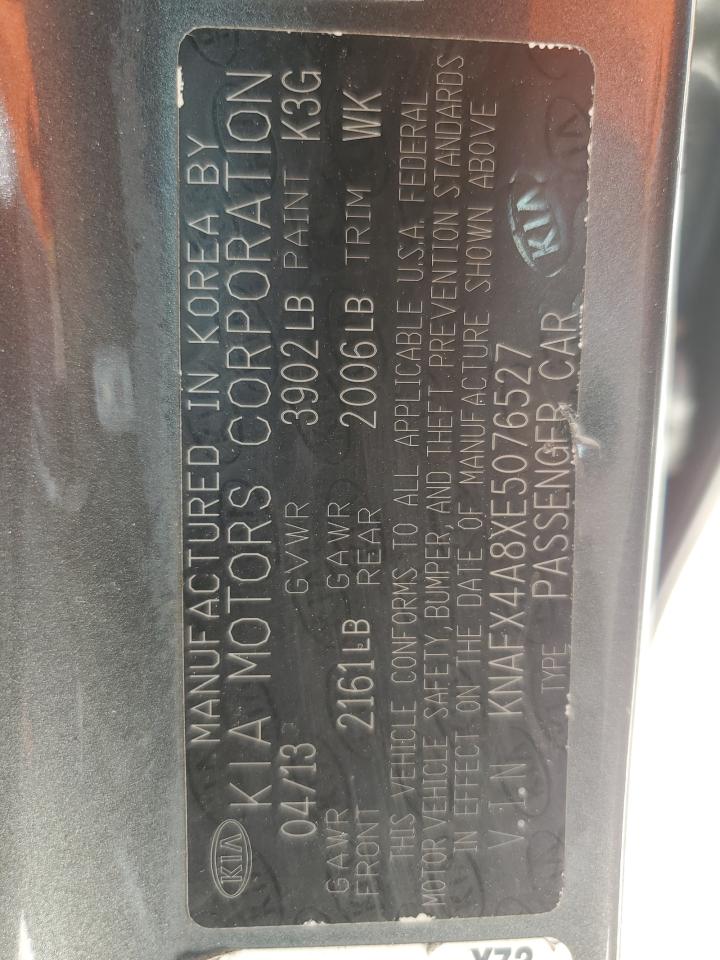 MANUFACTURED IN KOREA BY
KIA KIA MOTORS CORPORATION
04/13 GVWR 3902LB PAINT K3G
GAWR FRONT 2161LB GAWR REAR 2006LB TRIM WK
THIS VEHICLE CONFORMS TO ALL APPLICABLE U.S.A. FEDERAL
MOTOR VEHICLE SAFETY, BUMPER, AND THEFT PREVENTION STANDARDS
IN EFFECT ON THE DATE OF MANUFACTURE SHOWN ABOVE
V.I.N KNAFX4A8XE5076527
TYPE PASSENGER CAR
KIA